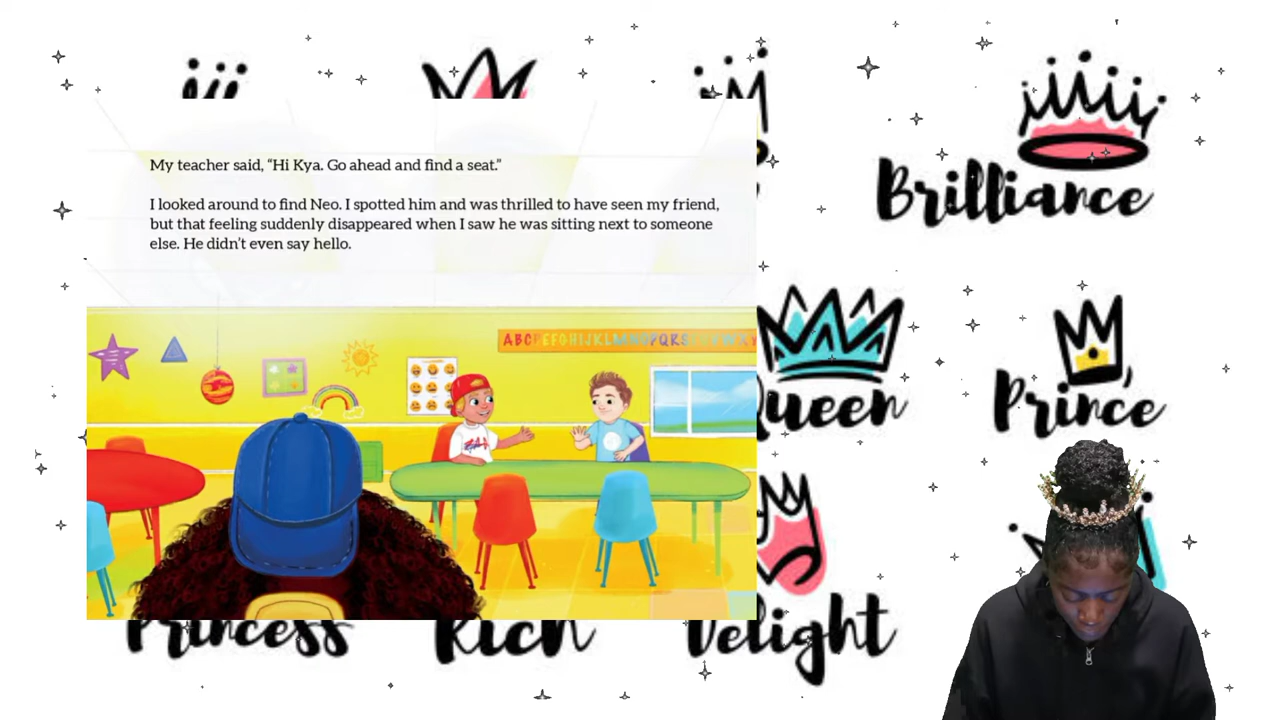 My teacher said, “Hi Kya. Go ahead and find a seat.”
I looked around to find Neo. I spotted him and was thrilled to have seen my friend,
but that feeling suddenly disappeared when I saw he was sitting next to someone
else. He didn’t even say hello.
Brilliance
ABCDEFGHIJKLMNOPQRS
Queen
Prince
Princess
Rich
Delight